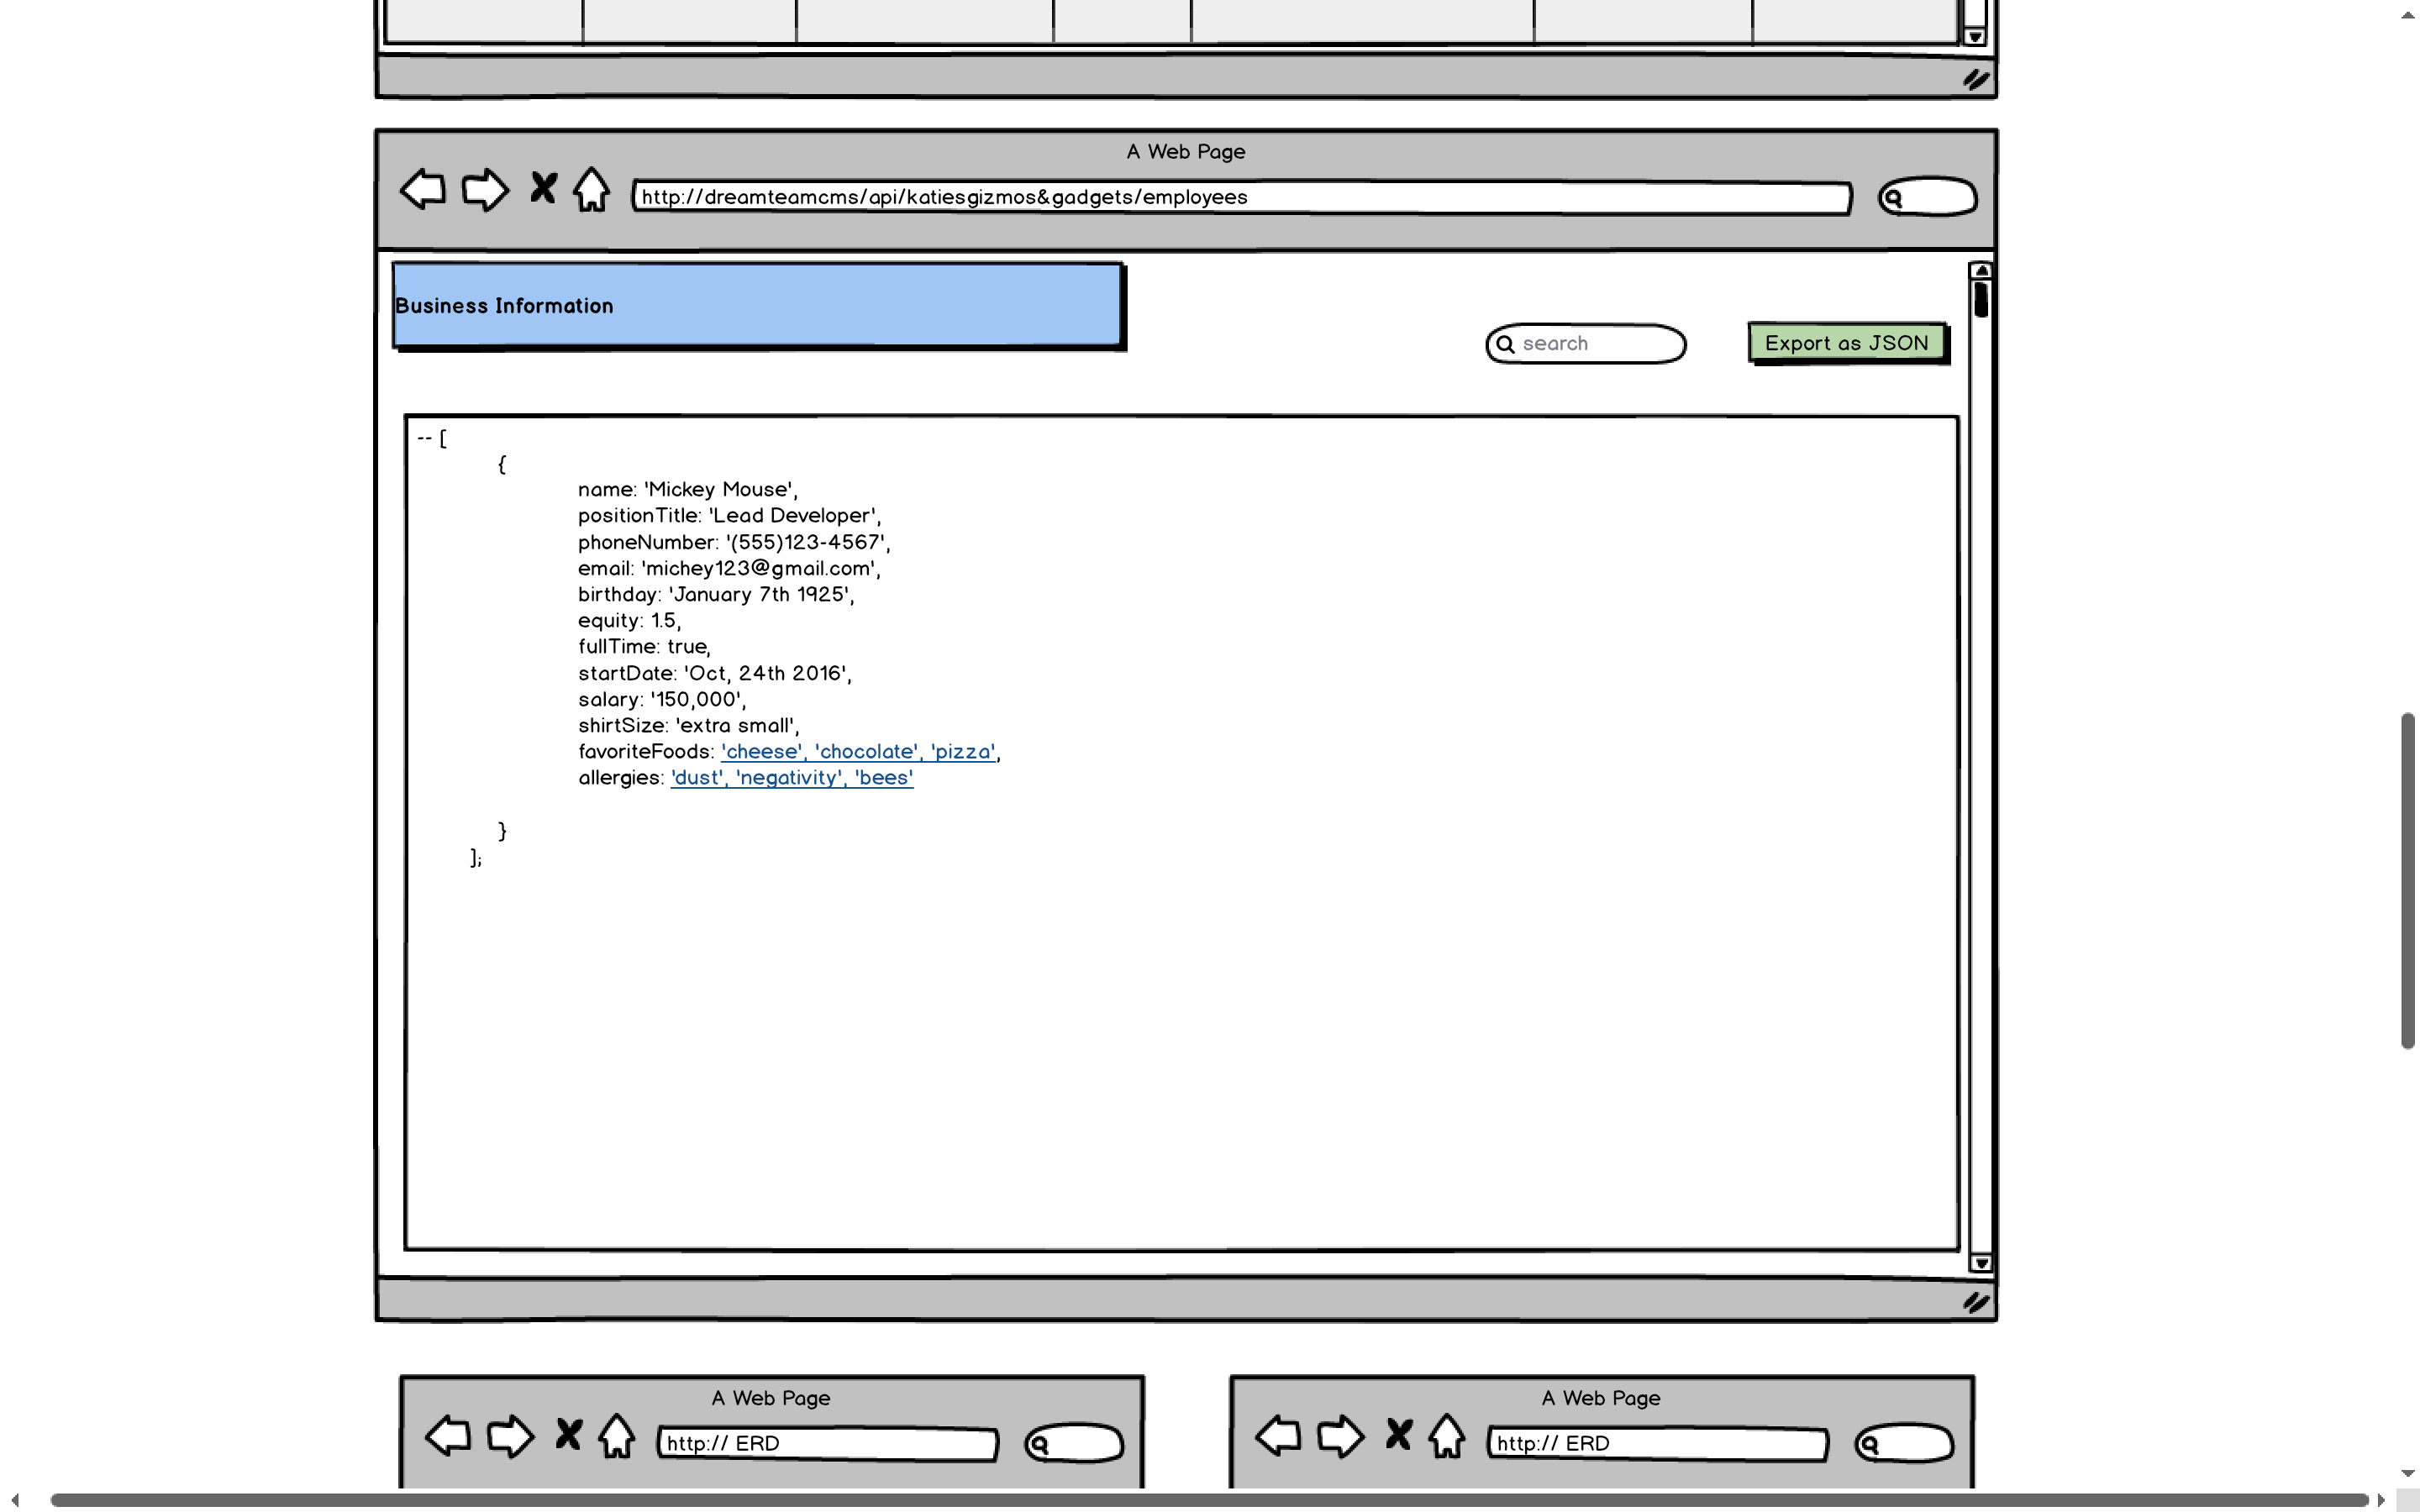 A Web Page
http://dreamteamcms/api/katiesgizmos&gadgets/employees
Business Information
search
Export as JSON
-- [
{
name: 'Mickey Mouse',
positionTitle: 'Lead Developer',
phoneNumber: '(555)123-4567',
email: 'michey123@gmail.com',
birthday: 'January 7th 1925',
equity: 1.5,
fullTime: true,
startDate: 'Oct, 24th 2016',
salary: '150,000',
shirtSize: 'extra small',
favoriteFoods: 'cheese', 'chocolate', 'pizza',
allergies: 'dust', 'negativity', 'bees'
}
];
A Web Page
http:// ERD
A Web Page
http:// ERD